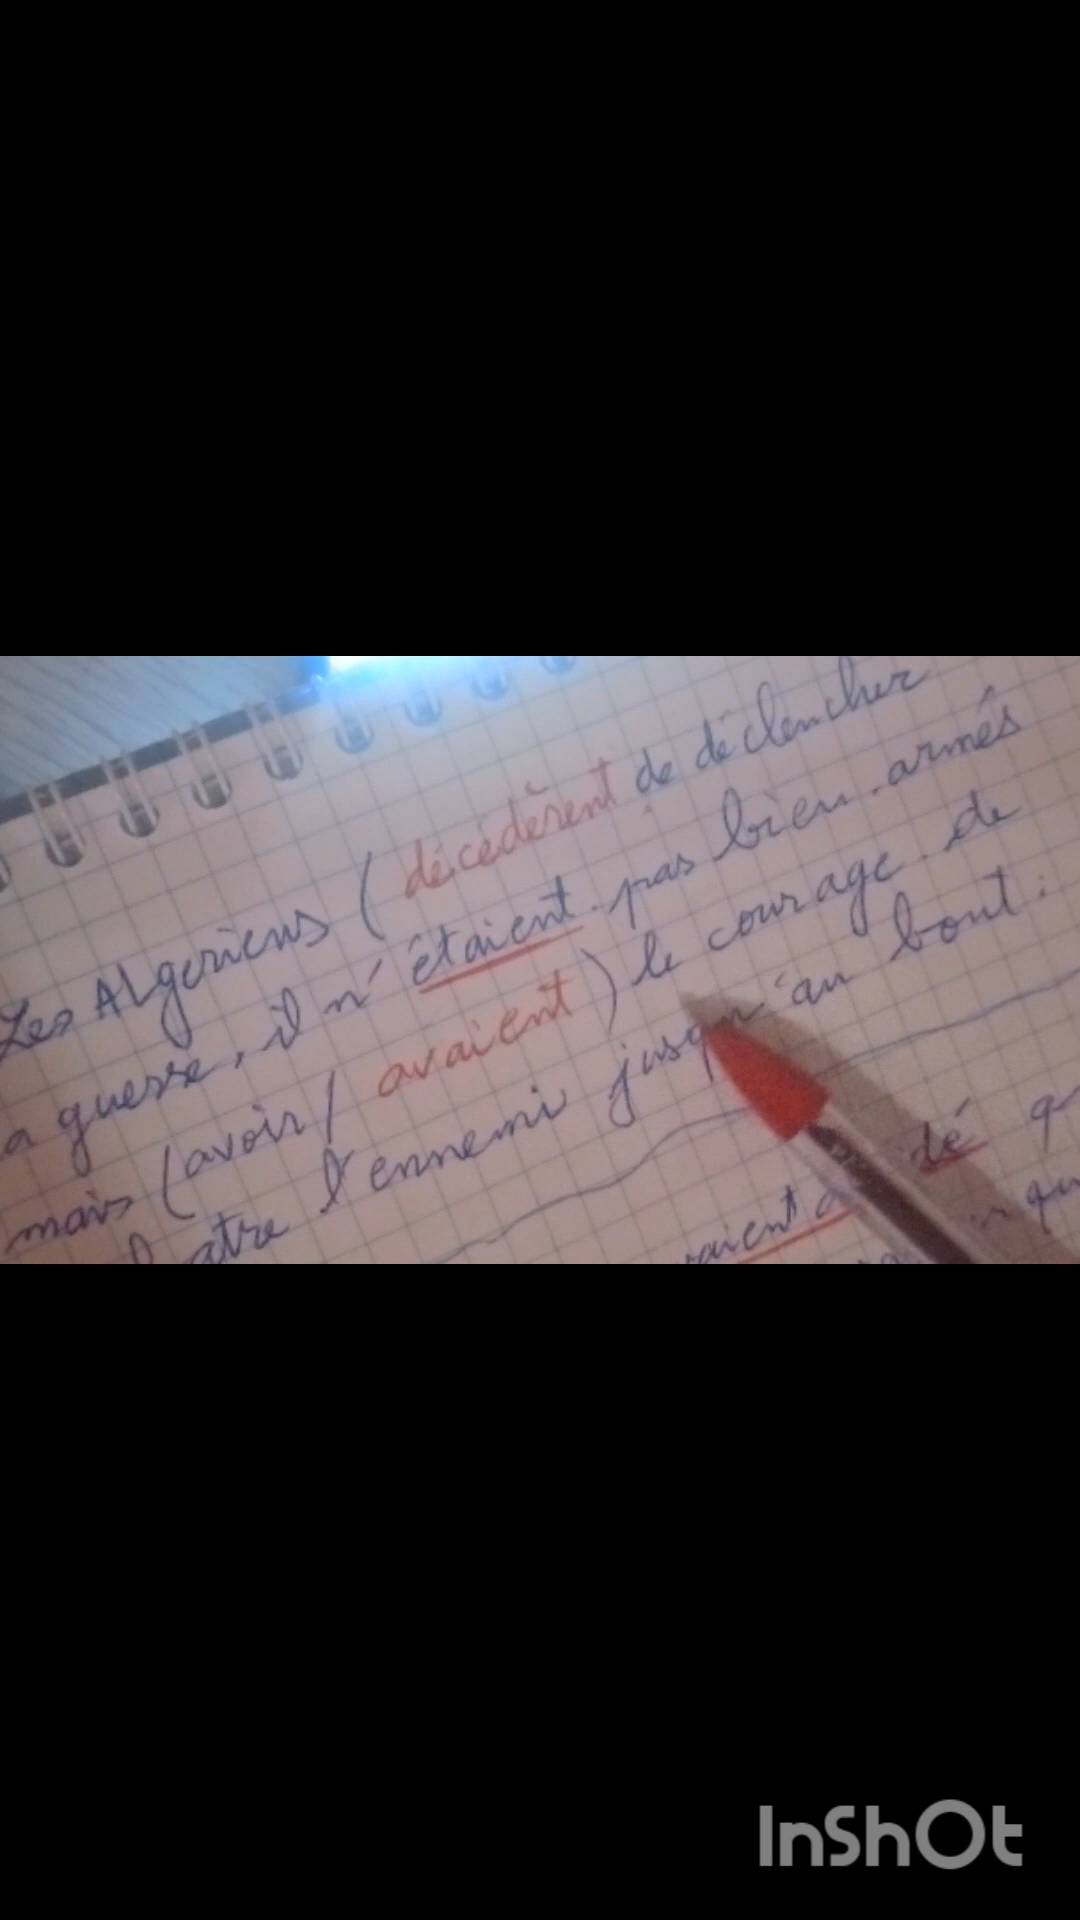 Les ALgeriens ( décédèrent de déclencher
a guerre, il n'étaient pas bien armés
mais (avoir / avaient) le courage de
l'ennemi jusqu'au bout :
dé
InShOt